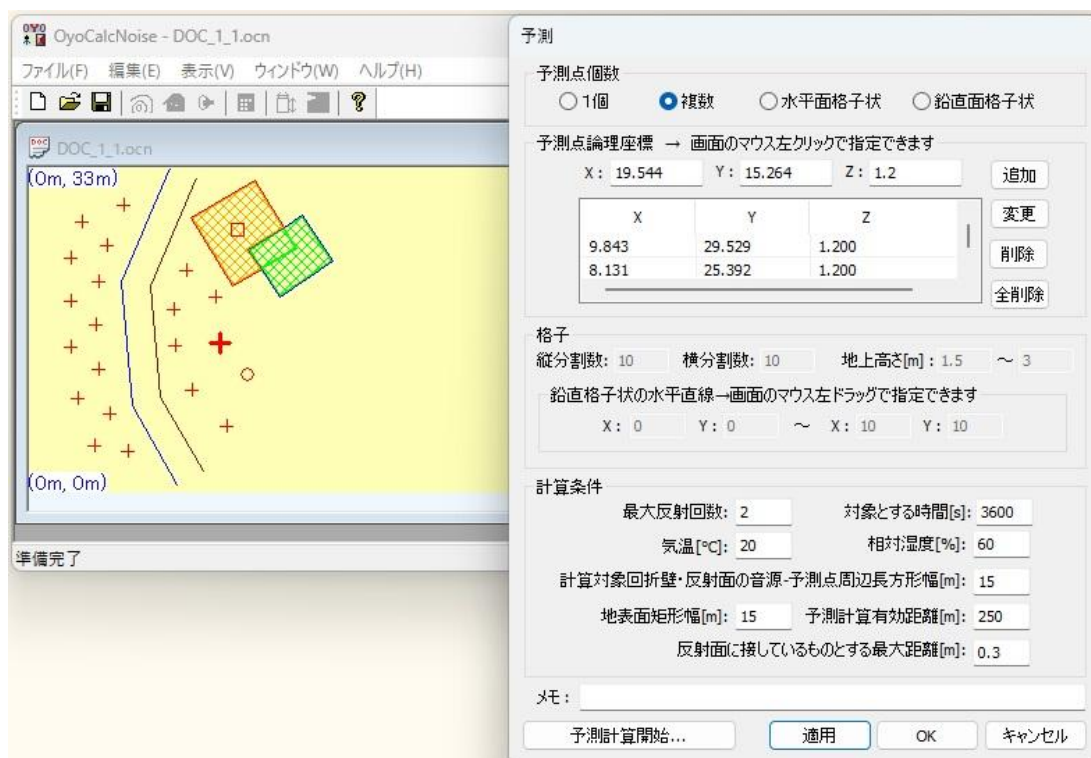 OyoCalcNoise - DOC_1_1.ocn
ファイル(F) 編集(E) 表示(V) ウィンドウ(W) ヘルプ(H)
DOC_1_1.ocn
(0m, 33m)
(0m, 0m)
準備完了
予測
予測点個数
1個 複数 水平面格子状 鉛直面格子状
予測点論理座標 → 画面のマウス左クリックで指定できます
X: 19.544 Y: 15.264 Z: 1.2 追加
X Y Z 変更
9.843 29.529 1.200 削除
8.131 25.392 1.200
全削除
格子
縦分割数: 10 横分割数: 10 地上高さ[m] : 1.5 ～ 3
鉛直格子状の水平直線→画面のマウス左ドラッグで指定できます
X: 0 Y: 0 ～ X: 10 Y: 10
計算条件
最大反射回数: 2 対象とする時間[s]: 3600
気温[°C]: 20 相対湿度[%]: 60
計算対象回折壁・反射面の音源-予測点周辺長方形幅[m]: 15
地表面矩形幅[m]: 15 予測計算有効距離[m]: 250
反射面に接しているものとする最大距離[m]: 0.3
メモ:
予測計算開始... 適用 OK キャンセル